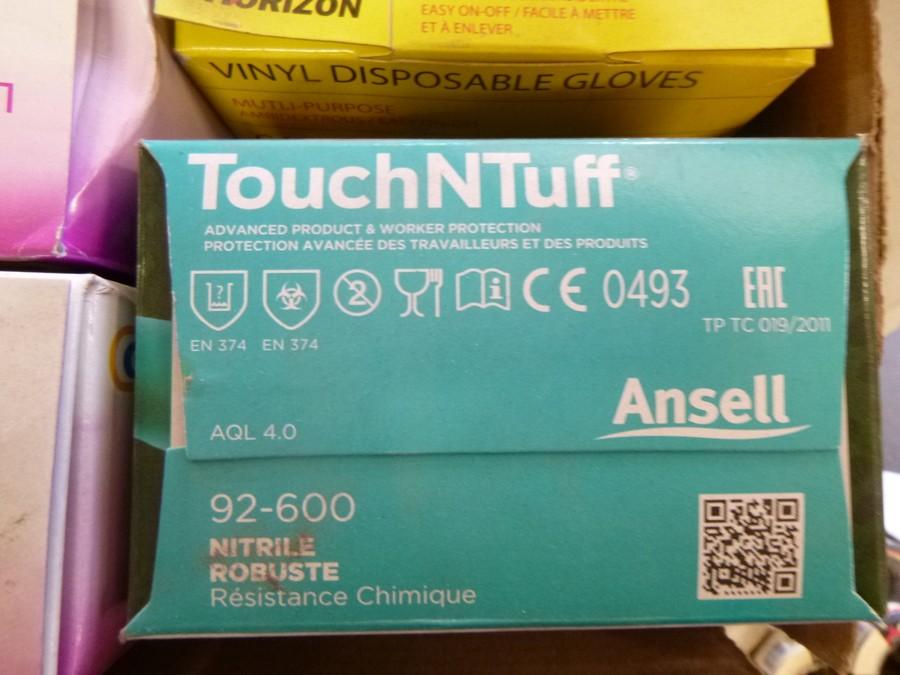 HORIZON
EASY ON-OFF / FACILE À METTRE
ET À ENLEVER
VINYL DISPOSABLE GLOVES
MUTLI-PURPOSE
TouchNTuff®
ADVANCED PRODUCT & WORKER PROTECTION
PROTECTION AVANCÉE DES TRAVAILLEURS ET DES PRODUITS
CE 0493 EAC
EN 374 EN 374
TP TC 019/2011
Ansell
AQL 4.0
92-600
NITRILE
ROBUSTE
Résistance Chimique